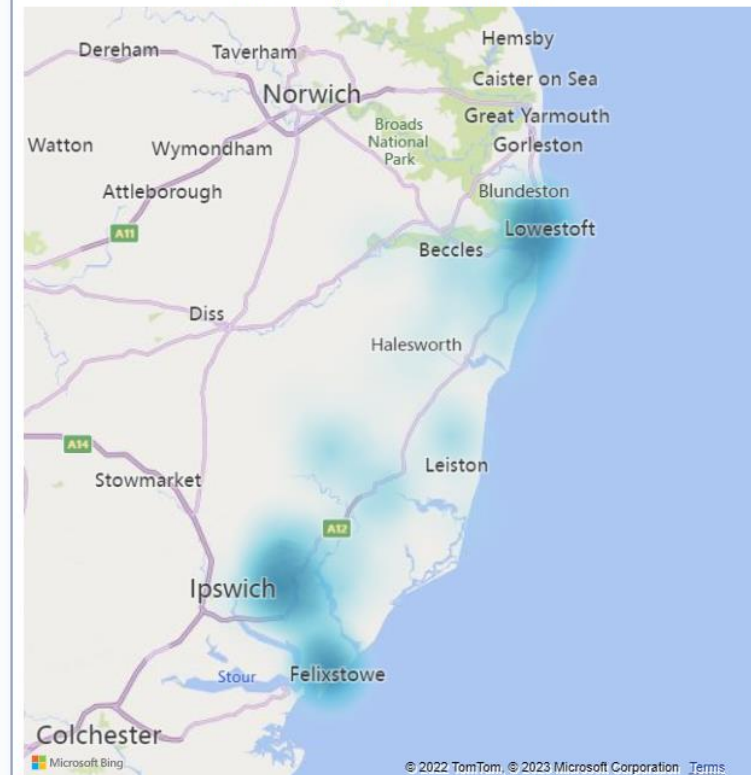 Hemsby
Dereham
Taverham
Caister on Sea
Norwich
Great Yarmouth
Broads
National
Park
Watton
Wymondham
Gorleston
Attleborough
Blundeston
A11
Lowestoft
Beccles
Diss
Halesworth
A14
Leiston
Stowmarket
A12
Ipswich
Felixstowe
Stour
Colchester
Microsoft Bing
© 2022 TomTom, © 2023 Microsoft Corporation Terms